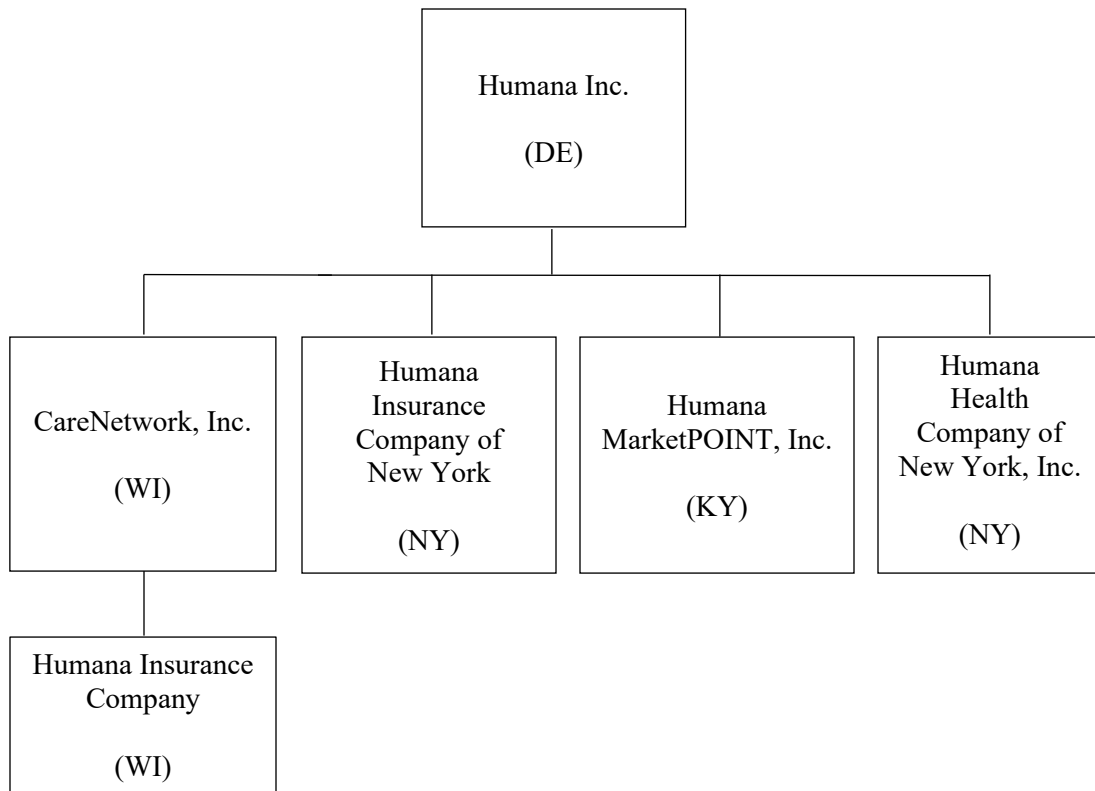 Humana Inc.
(DE)
CareNetwork, Inc.
(WI)
Humana
Insurance
Company of
New York
(NY)
Humana
MarketPOINT, Inc.
(KY)
Humana
Health
Company of
New York, Inc.
(NY)
Humana Insurance
Company
(WI)